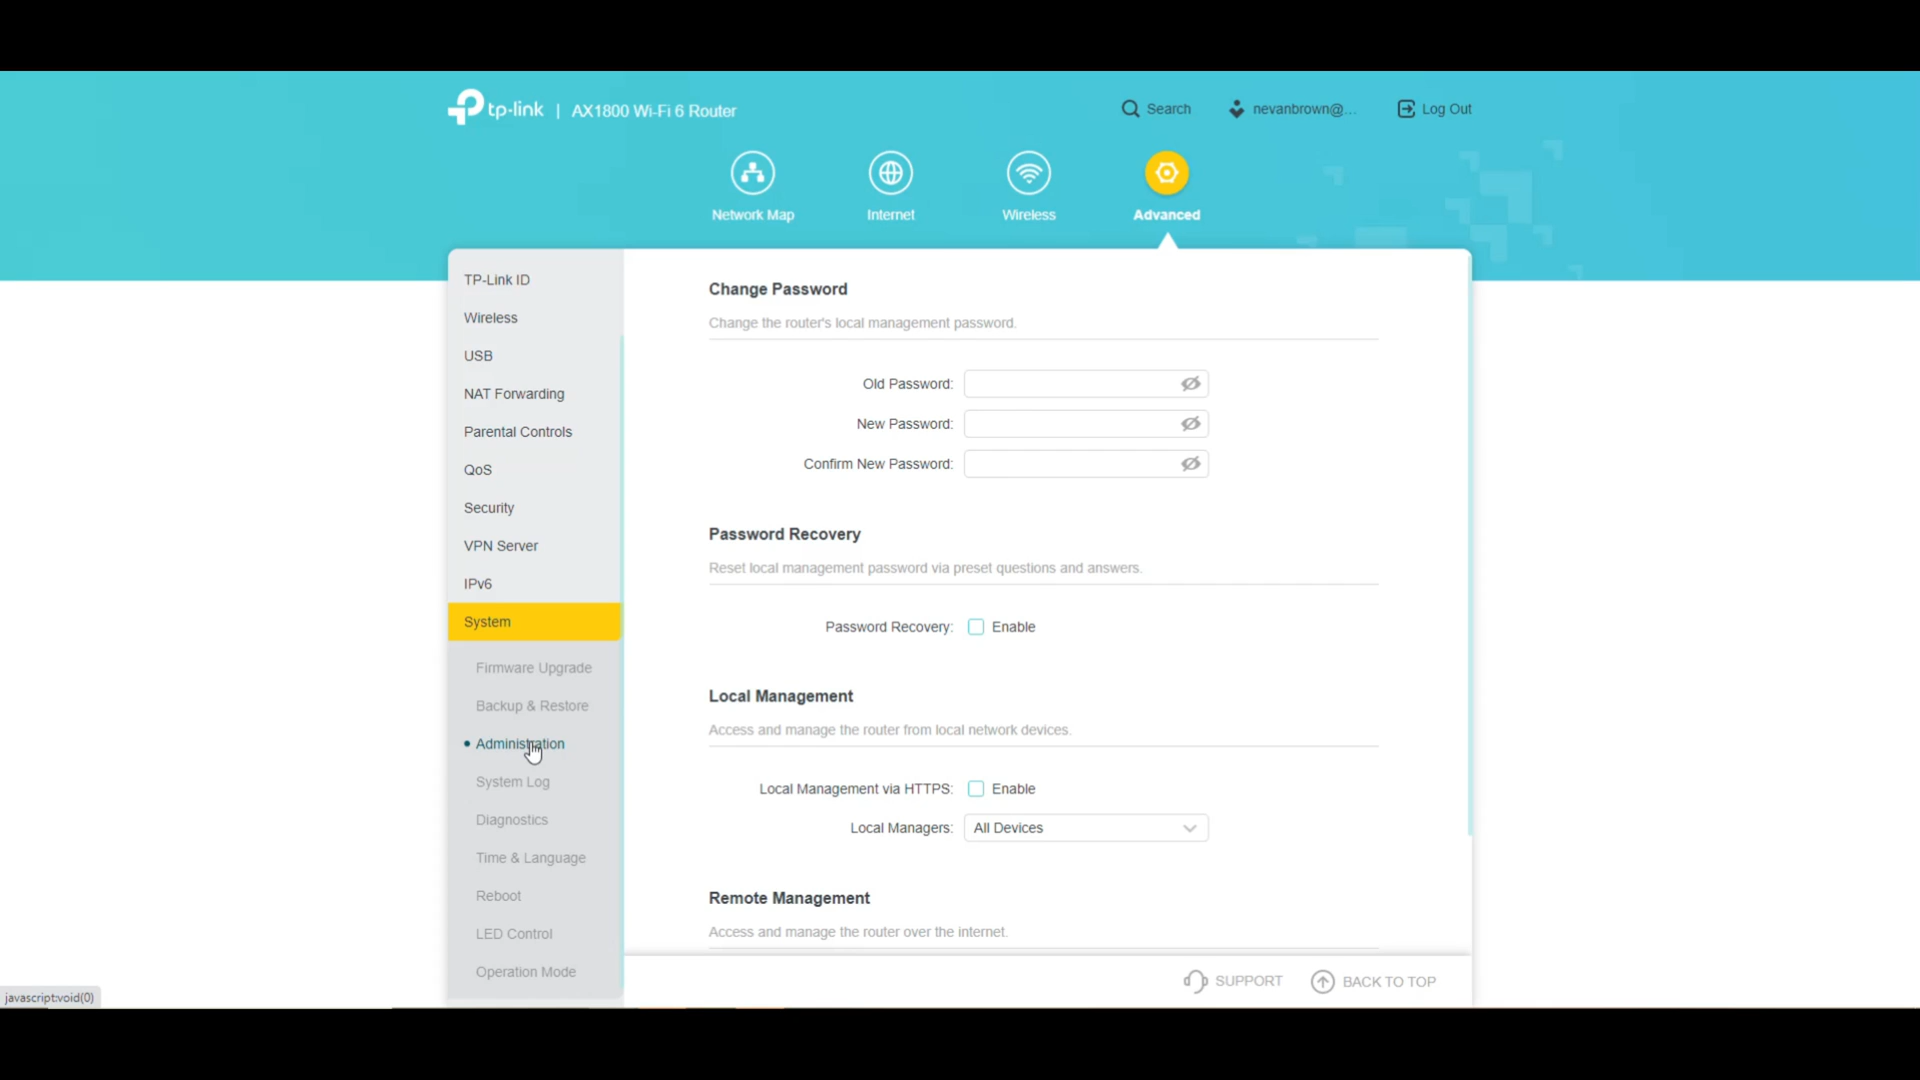 tp-link | AX1800 Wi-Fi 6 Router
Search
nevanbrown@...
Log Out
Network Map
Internet
Wireless
Advanced
TP-Link ID
Wireless
USB
NAT Forwarding
Parental Controls
QoS
Security
VPN Server
IPv6
System
Firmware Upgrade
Backup & Restore
Administration
System Log
Diagnostics
Time & Language
Reboot
LED Control
Operation Mode
Change Password
Change the router's local management password.
Old Password:
New Password:
Confirm New Password:
Password Recovery
Reset local management password via preset questions and answers.
Password Recovery: Enable
Local Management
Access and manage the router from local network devices.
Local Management via HTTPS: Enable
Local Managers: All Devices
Remote Management
Access and manage the router over the internet.
SUPPORT
BACK TO TOP
javascript:void(0)